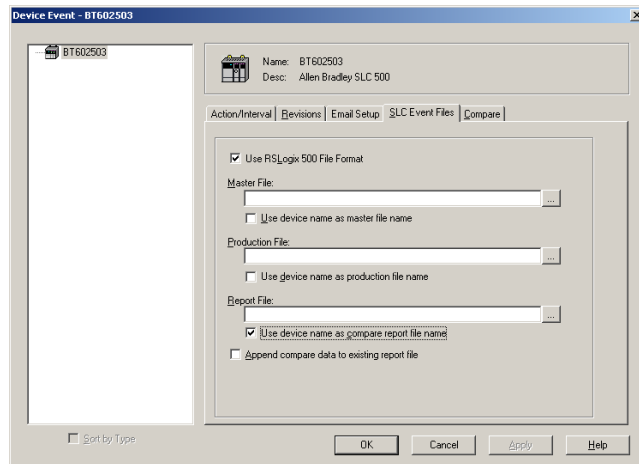 Device Event - BT602503
BT602503
Name: BT602503
Desc: Allen Bradley SLC 500
Action/Interval Revisions Email Setup SLC Event Files Compare
Use RSLogix 500 File Format
Master File:
...
Use device name as master file name
Production File:
...
Use device name as production file name
Report File:
...
Use device name as compare report file name
Append compare data to existing report file
Sort by Type
OK Cancel Apply Help